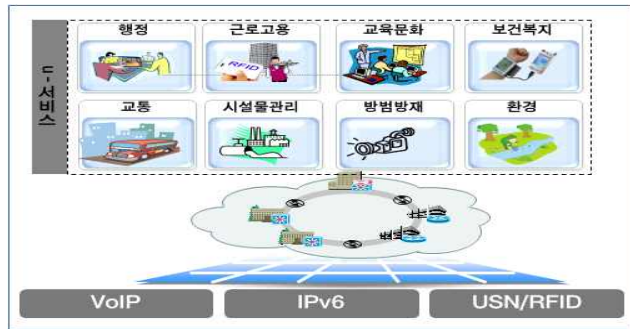 행정 근로고용 교육문화 보건복지
RFID
교통 시설물관리 방범방재 환경
u-서비스
VoIP IPv6 USN/RFID